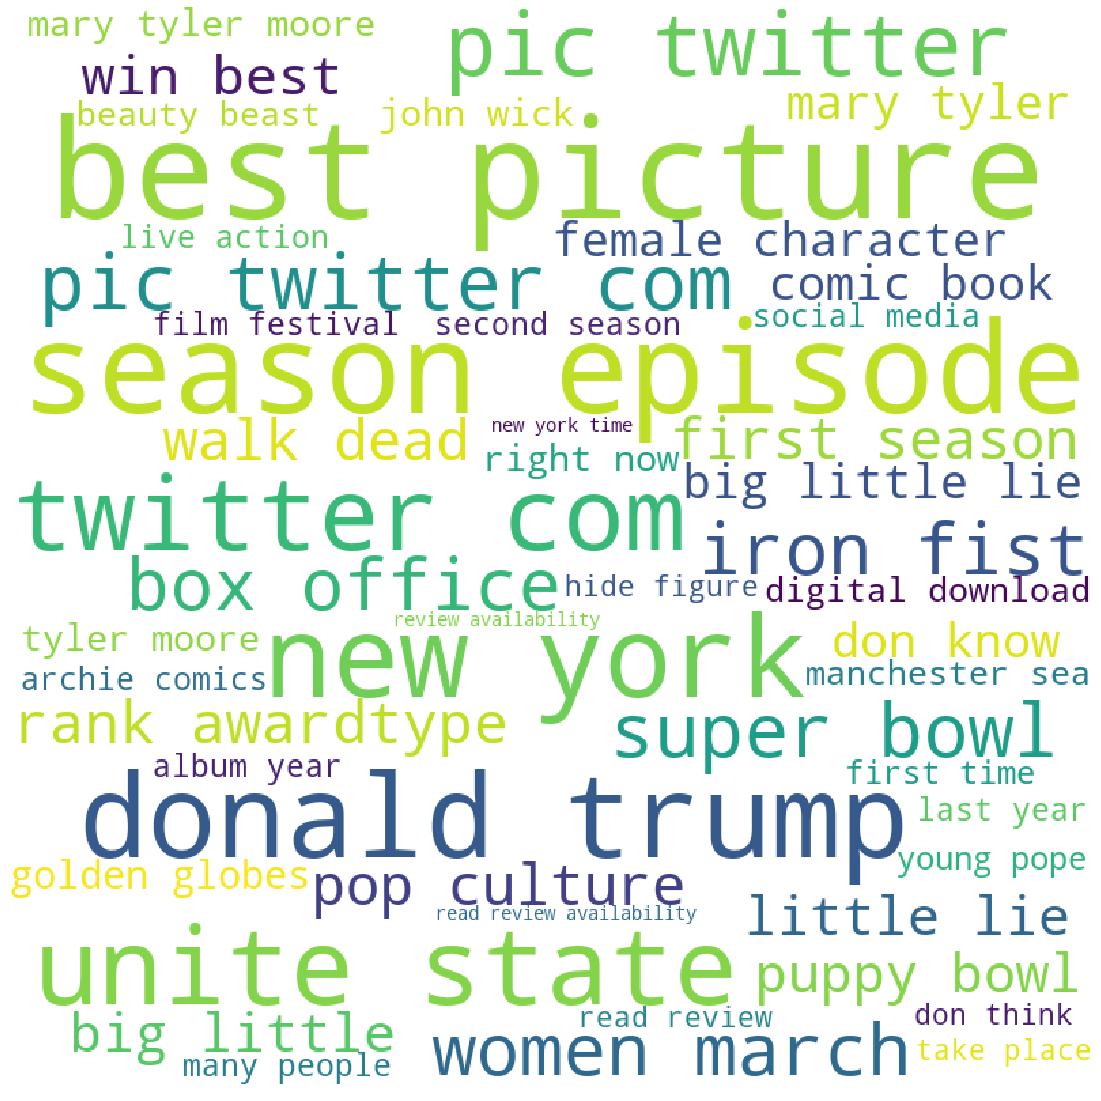 mary tyler moore
pic twitter
win best
mary tyler
beauty beast
john wick
best picture
live action
female character
pic twitter com
comic book
film festival
second season
social media
season episode
walk dead
new york time
first season
right now
big little lie
twitter com
iron fist
box office
hide figure
digital download
review availability
tyler moore
new york
don know
archie comics
manchester sea
rank awardtype
super bowl
album year
first time
donald trump
last year
young pope
golden globes
pop culture
read review availability
little lie
unite state
puppy bowl
big little
read review
don think
women march
many people
take place